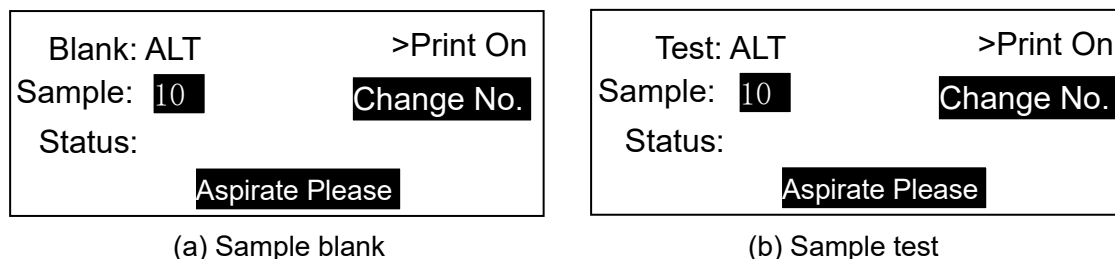 Blank: ALT >Print On
Sample: 10 Change No.
Status:
Aspirate Please
(a) Sample blank
Test: ALT >Print On
Sample: 10 Change No.
Status:
Aspirate Please
(b) Sample test